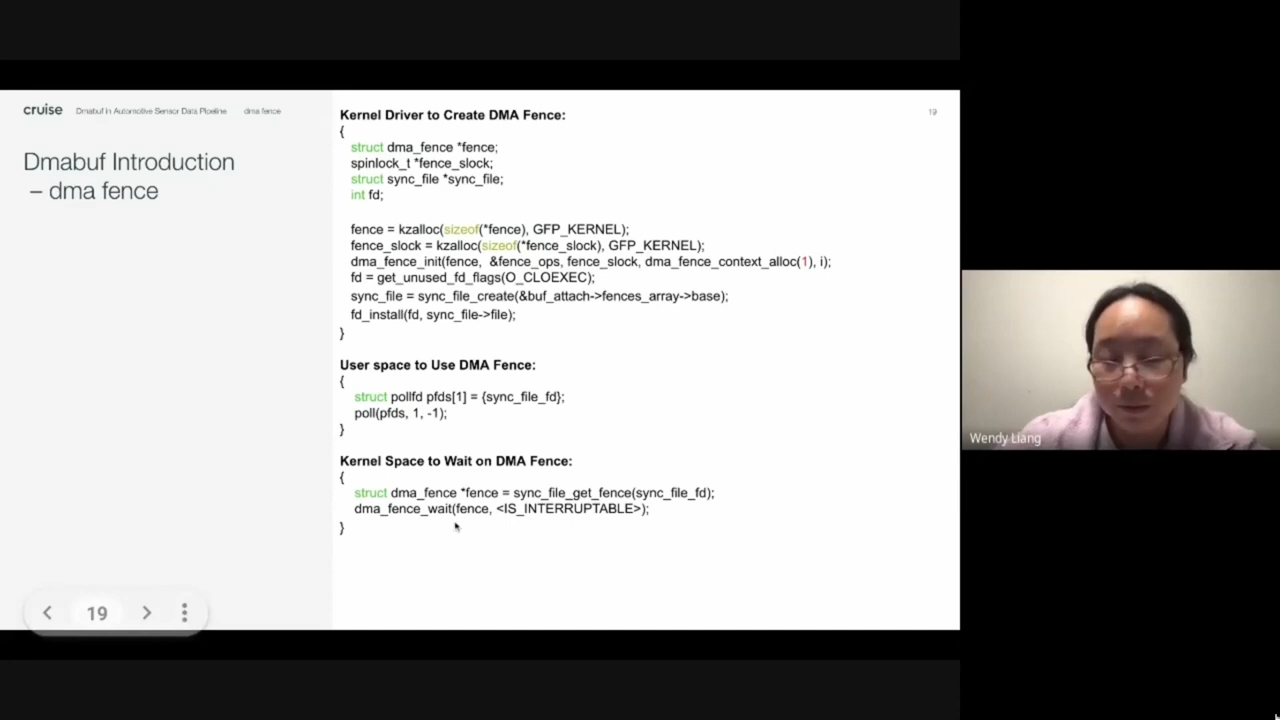 cruise Dmabuf in Automotive Sensor Data Pipeline dma fence
19
Dmabuf Introduction
– dma fence
Kernel Driver to Create DMA Fence:
{
struct dma_fence *fence;
spinlock_t *fence_slock;
struct sync_file *sync_file;
int fd;
fence = kzalloc(sizeof(*fence), GFP_KERNEL);
fence_slock = kzalloc(sizeof(*fence_slock), GFP_KERNEL);
dma_fence_init(fence, &fence_ops, fence_slock, dma_fence_context_alloc(1), i);
fd = get_unused_fd_flags(O_CLOEXEC);
sync_file = sync_file_create(&buf_attach->fences_array->base);
fd_install(fd, sync_file->file);
}
User space to Use DMA Fence:
{
struct pollfd pfds[1] = {sync_file_fd};
poll(pfds, 1, -1);
}
Kernel Space to Wait on DMA Fence:
{
struct dma_fence *fence = sync_file_get_fence(sync_file_fd);
dma_fence_wait(fence, <IS_INTERRUPTABLE>);
}
19
Wendy Liang